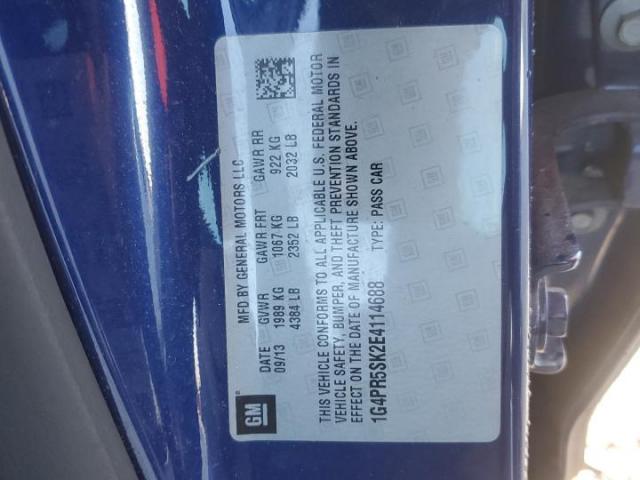 GM
MFD BY GENERAL MOTORS LLC
DATE GVWR GAWR FRT GAWR RR
09/13 1989 KG 1067 KG 922 KG
4384 LB 2352 LB 2032 LB
THIS VEHICLE CONFORMS TO ALL APPLICABLE U.S. FEDERAL MOTOR
VEHICLE SAFETY, BUMPER, AND THEFT PREVENTION STANDARDS IN
EFFECT ON THE DATE OF MANUFACTURE SHOWN ABOVE.
1G4PR5SK2E4114688 TYPE: PASS CAR